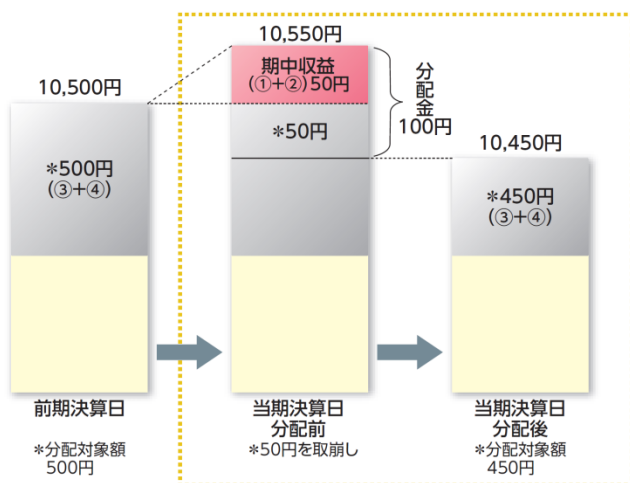 10,500円
*500円
(③+④)
前期決算日
*分配対象額
500円
10,550円
期中収益
(①+②)50円
*50円
分配金
100円
当期決算日
分配前
*50円を取崩し
10,450円
*450円
(③+④)
当期決算日
分配後
*分配対象額
450円